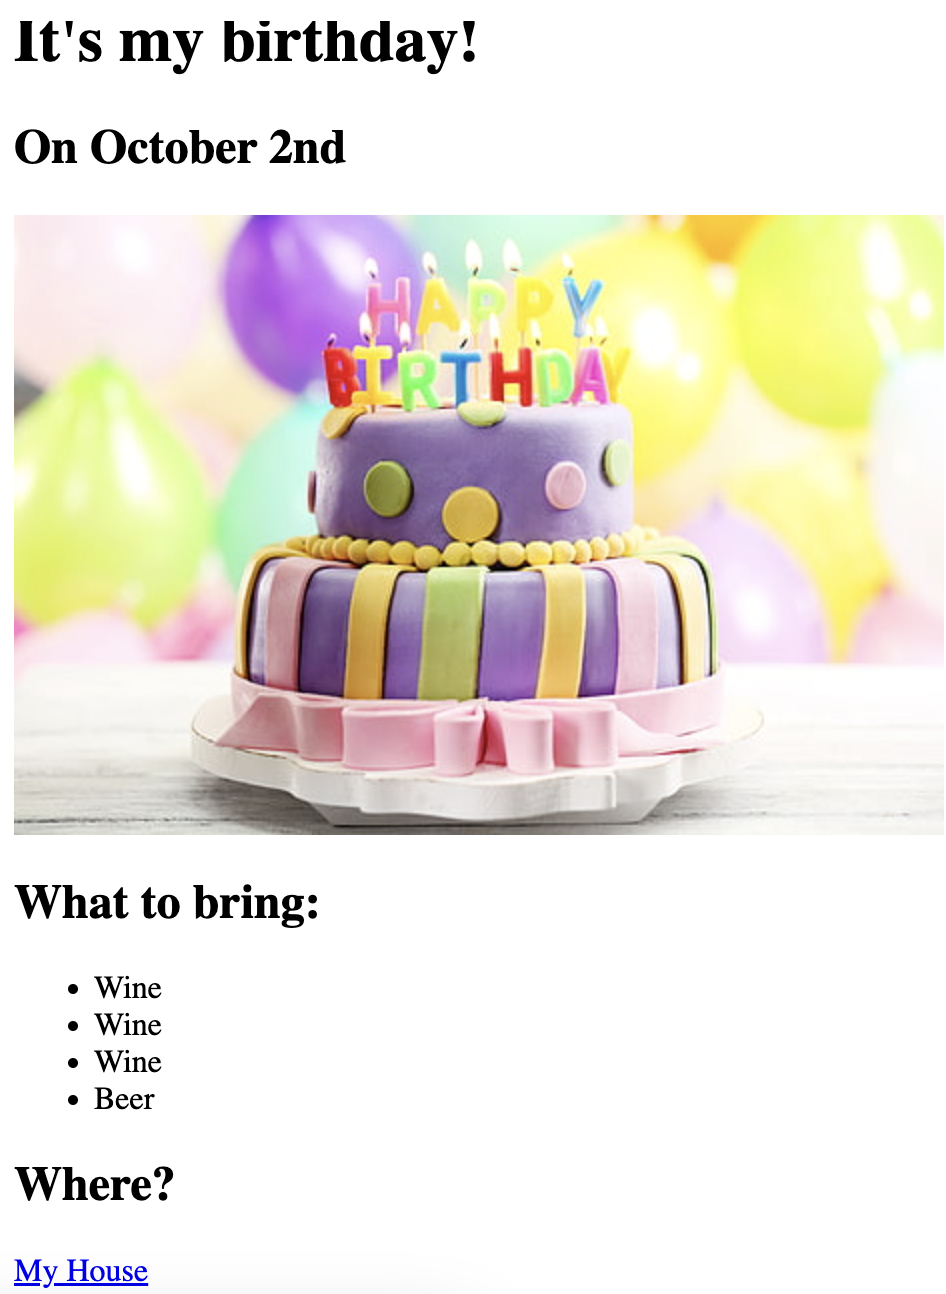 It's my birthday!
On October 2nd
HAPPY
BIRTHDAY
What to bring:
Wine
Wine
Wine
Beer
Where?
My House